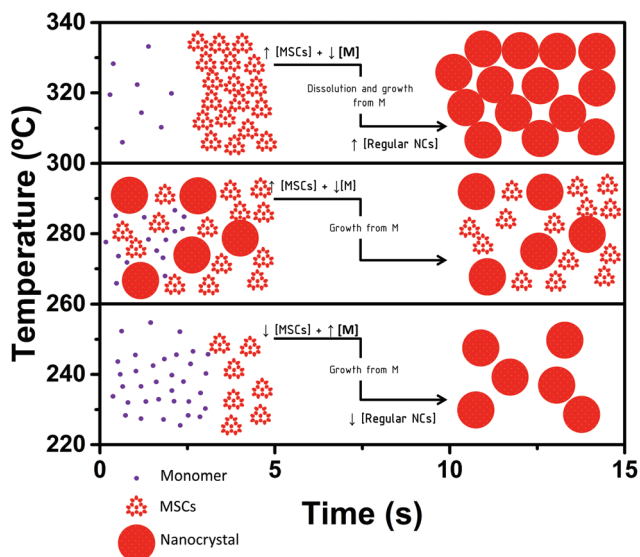 Temperature (ºC)
340
320
300
280
260
240
220
↑ [MSCs] + ↓ [M)
Dissolution and growth
from M
↑ [Regular NCs]
↑ [MSCs] + ↓[M]
Growth from M
↓ [MSCs] + ↑ [M]
Growth from M
↓ [Regular NCs]
0
5
10
15
Time (s)
Monomer
MSCs
Nanocrystal